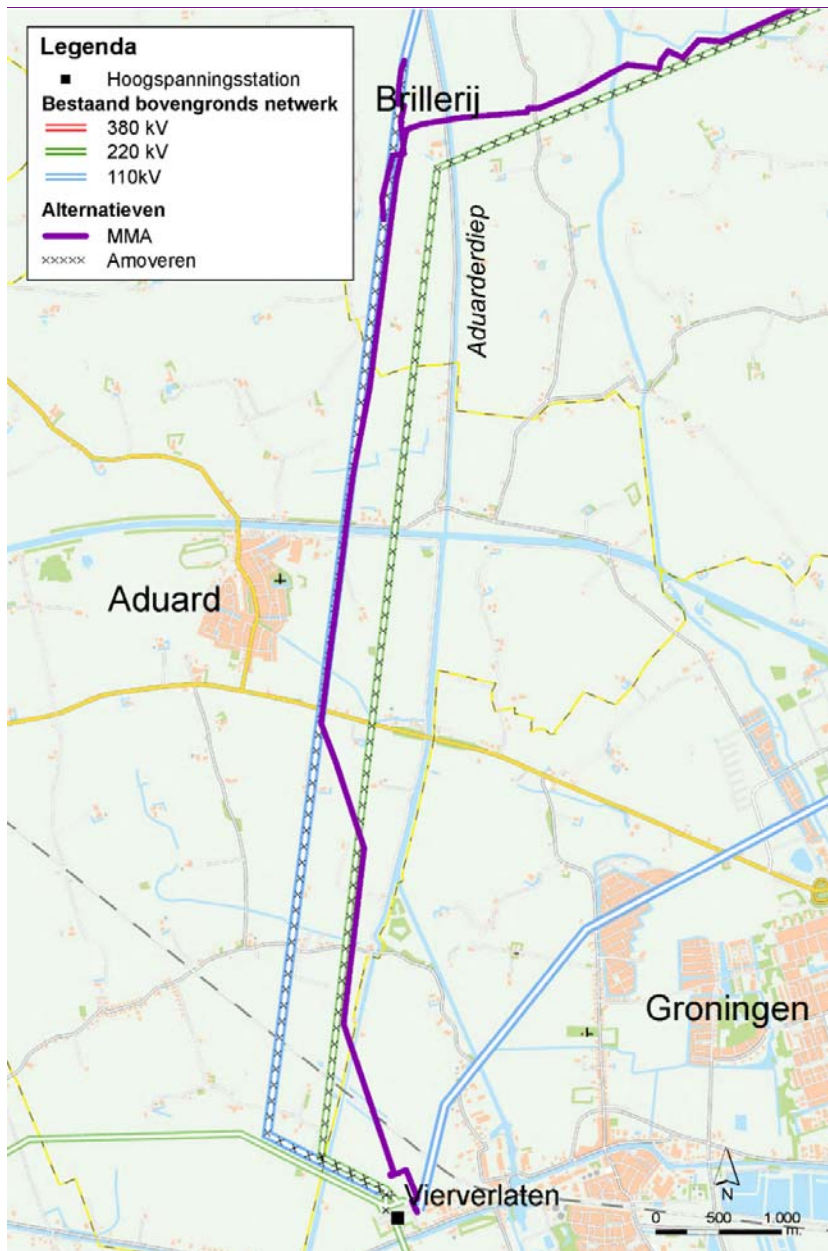 Legenda
Hoogspanningsstation
Bestaand bovengronds netwerk
380 kV
220 kV
110kV
Alternatieven
MMA
Amoveren
Brillerij
Aduarderdiep
Aduard
Groningen
Vierverlaten
N
0 500 1.000
m.